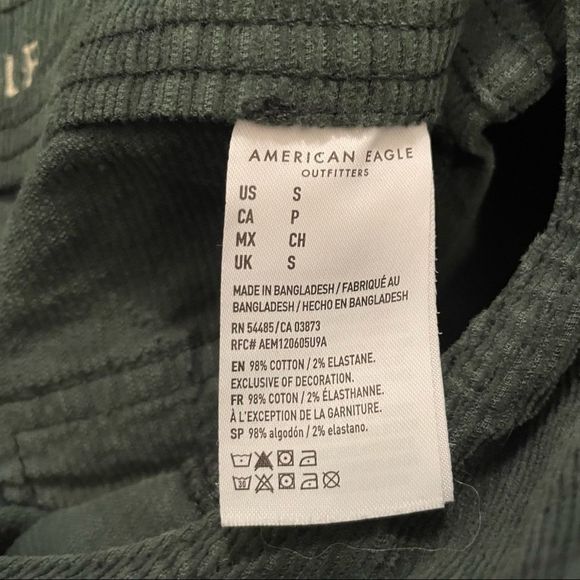 LF
AMERICAN EAGLE
OUTFITTERS
US S
CA P
MX CH
UK S
MADE IN BANGLADESH / FABRIQUÉ AU
BANGLADESH / HECHO EN BANGLADESH
RN 54485/CA 03873
RFC# AEM120605U9A
EN 98% COTTON / 2% ELASTANE.
EXCLUSIVE OF DECORATION.
FR 98% COTON / 2% ÉLASTHANNE.
À L'EXCEPTION DE LA GARNITURE.
SP 98% algodón / 2% elastano.
30